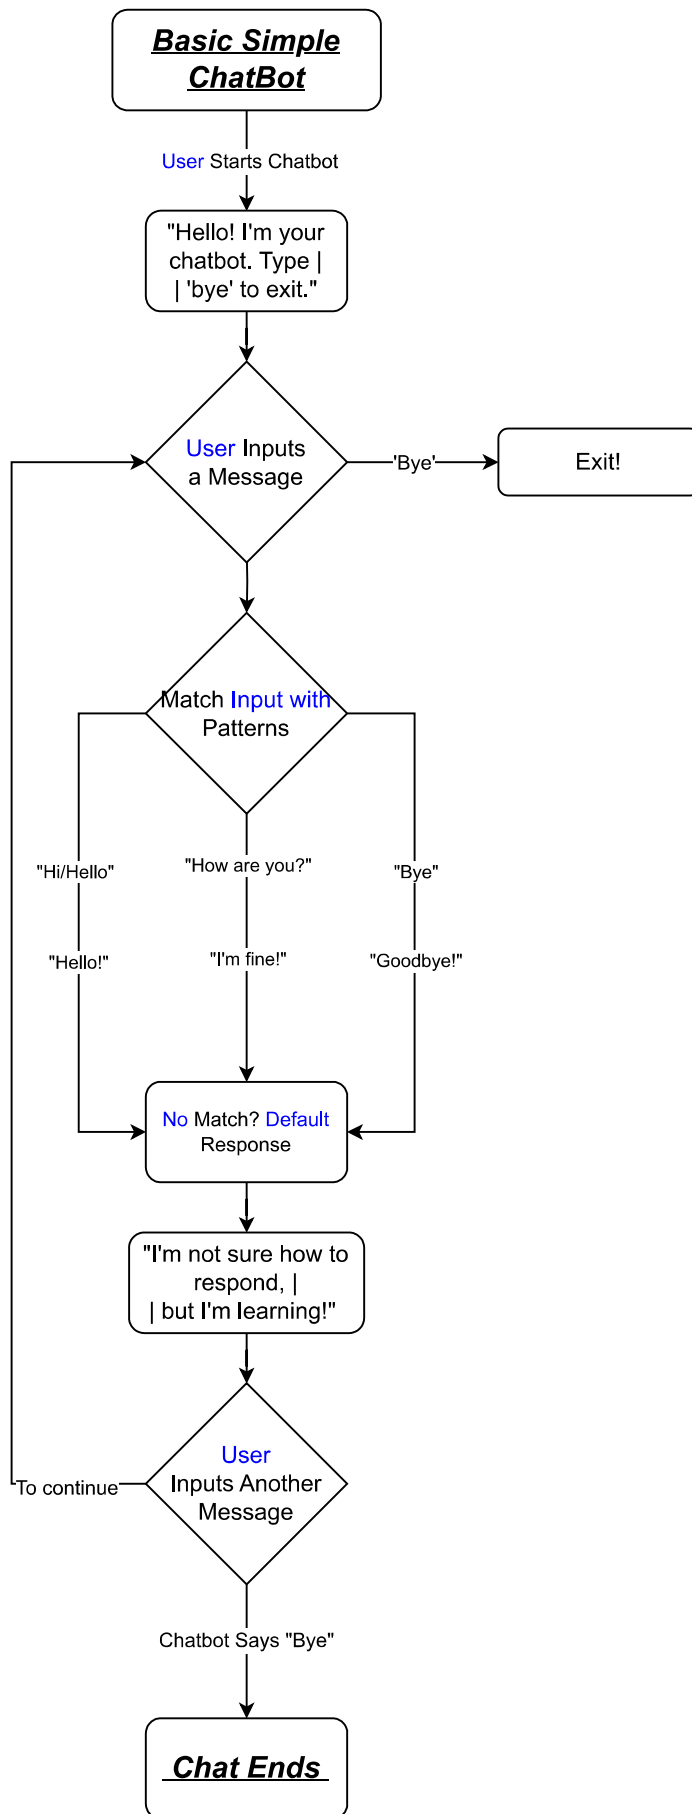 Basic Simple
ChatBot
User Starts Chatbot
"Hello! I'm your
chatbot. Type |
| 'bye' to exit."
User Inputs
a Message
'Bye'
Exit!
Match Input with
Patterns
"Hi/Hello"
"How are you?"
"Bye"
"Hello!"
"I'm fine!"
"Goodbye!"
No Match? Default
Response
"I'm not sure how to
respond, |
| but I'm learning!"
User
Inputs Another
Message
To continue
Chatbot Says "Bye"
Chat Ends